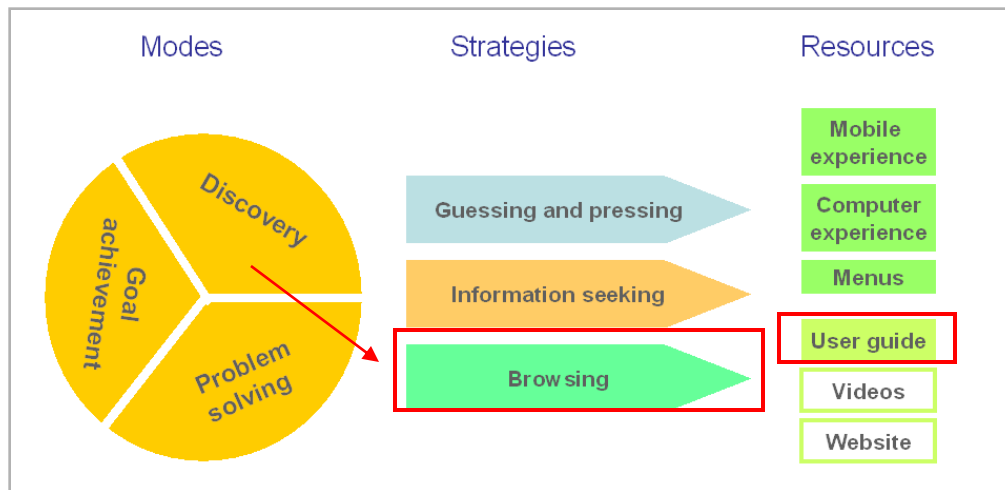 Modes
Strategies
Resources
Discovery
Goal
achievement
Problem
solving
Guessing and pressing
Information seeking
Browsing
Mobile
experience
Computer
experience
Menus
User guide
Videos
Website